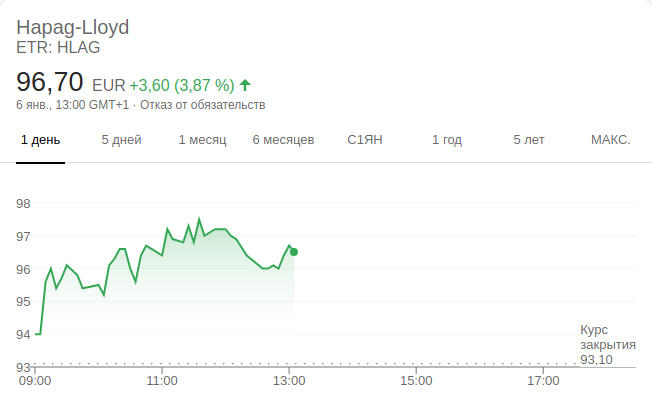 Hapag-Lloyd
ETR: HLAG
96,70 EUR +3,60 (3,87 %)
6 янв., 13:00 GMT+1 · Отказ от обязательств
1 день 5 дней 1 месяц 6 месяцев С1ЯН 1 год 5 лет МАКС.
98
97
96
95
94
93
Курс
закрытия
93,10
09:00 11:00 13:00 15:00 17:00